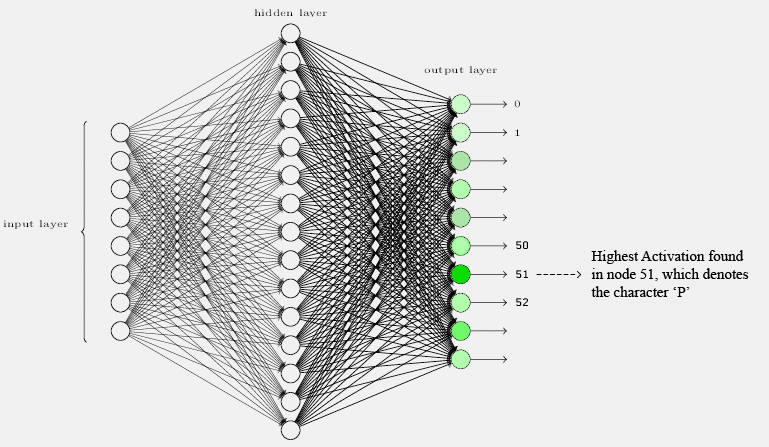 hidden layer
output layer
0
1
input layer
50
51
52
Highest Activation found
in node 51, which denotes
the character ‘P’